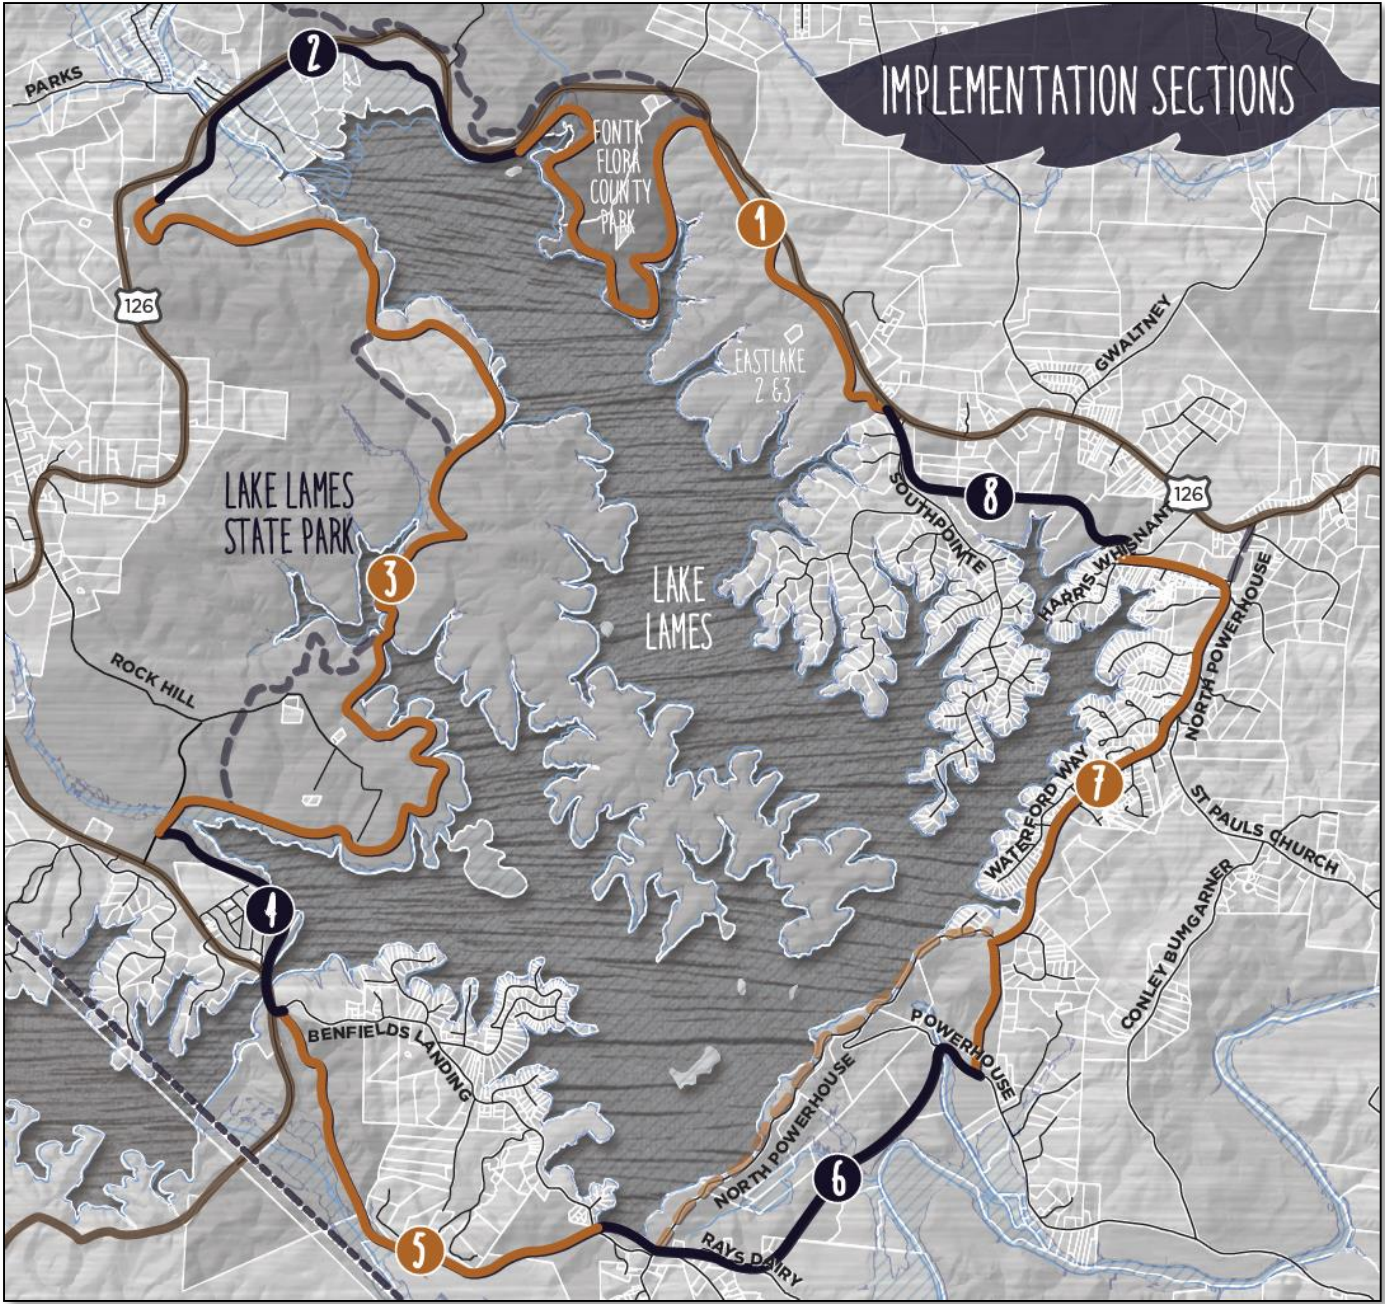 IMPLEMENTATION SECTIONS
PARKS
2
FONTA
FLORA
COUNTY
PARK
1
126
GWALTNEY
EASTLAKE
2 &3
LAKE LAMES
STATE PARK
SOUTHPOINTE
8
126
HARRIS WHISNANT
3
LAKE
LAMES
NORTH POWERHOUSE
ROCK HILL
7
WATERFORD WAY
ST PAULS CHURCH
4
CONLEY BUMGARNER
BENFIELDS LANDING
POWERHOUSE
NORTH POWERHOUSE
6
5
RAYS DAIRY